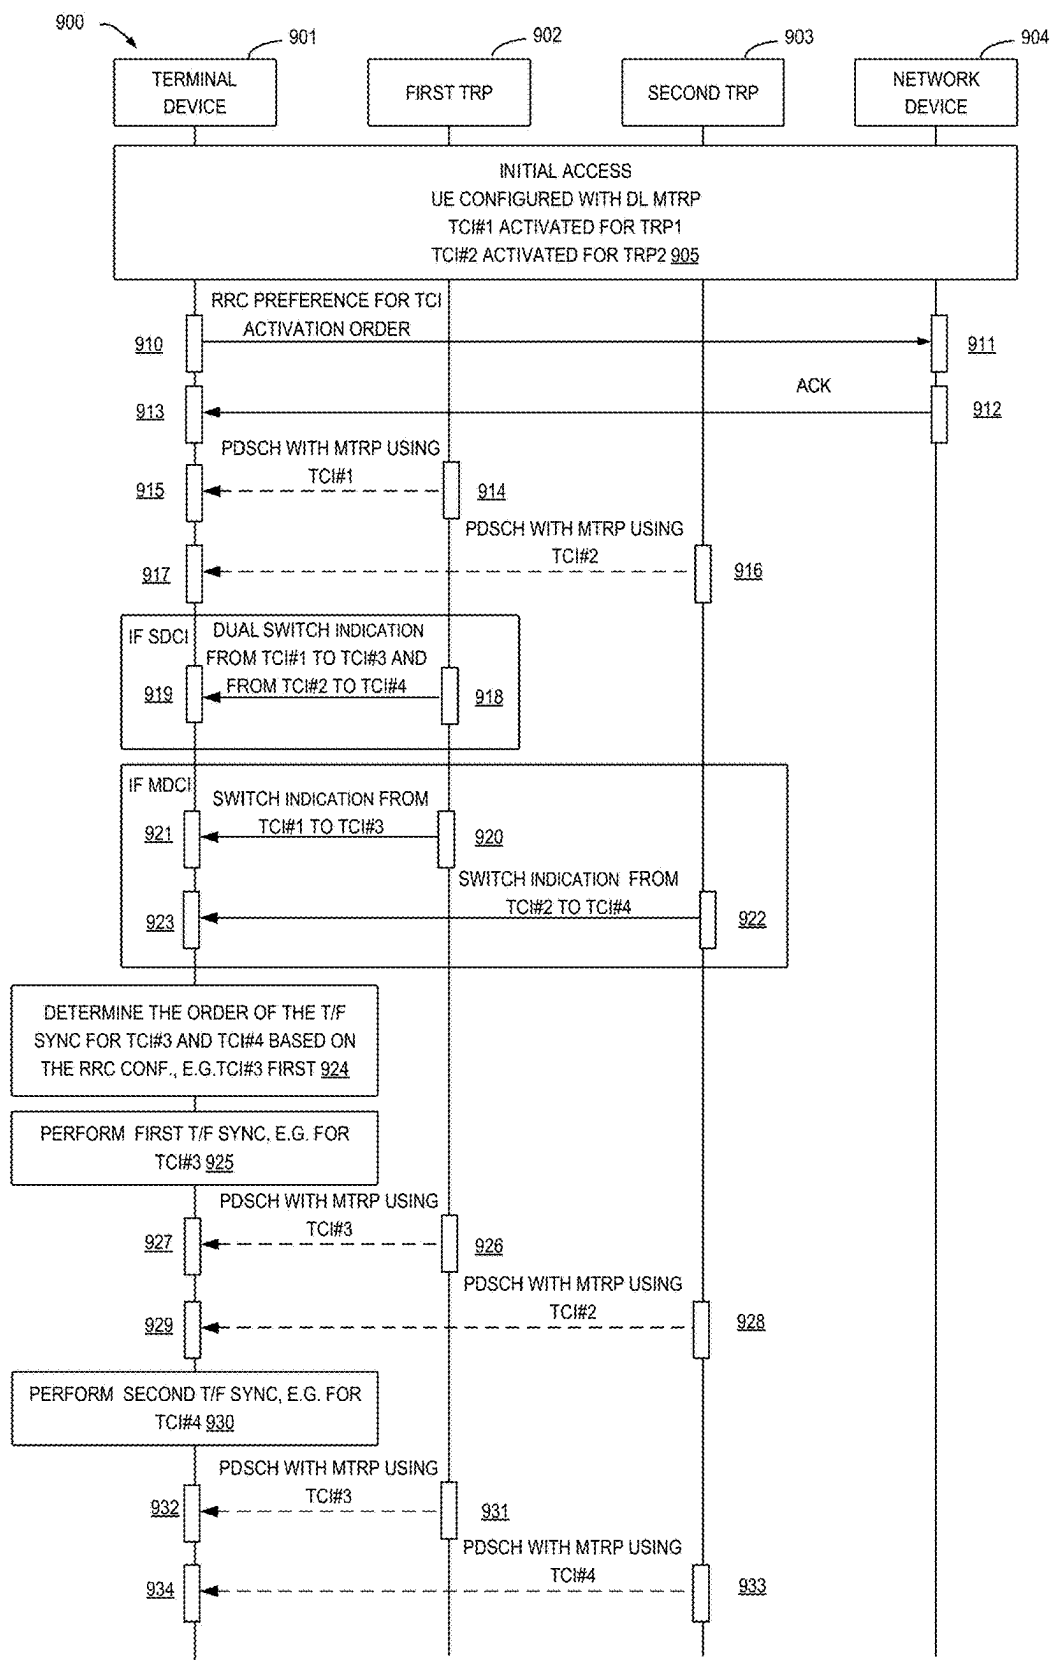 900
901
902
903
904
TERMINAL
DEVICE
FIRST TRP
SECOND TRP
NETWORK
DEVICE
INITIAL ACCESS
UE CONFIGURED WITH DL MTRP
TCI#1 ACTIVATED FOR TRP1
TCI#2 ACTIVATED FOR TRP2 905
RRC PREFERENCE FOR TCI
ACTIVATION ORDER
910
911
ACK
913
912
PDSCH WITH MTRP USING
TCI#1
915
914
PDSCH WITH MTRP USING
TCI#2
917
916
IF SDCI
DUAL SWITCH INDICATION
FROM TCI#1 TO TCI#3 AND
FROM TCI#2 TO TCI#4
919
918
IF MDCI
SWITCH INDICATION FROM
TCI#1 TO TCI#3
921
920
SWITCH INDICATION FROM
TCI#2 TO TCI#4
923
922
DETERMINE THE ORDER OF THE T/F
SYNC FOR TCI#3 AND TCI#4 BASED ON
THE RRC CONF., E.G.TCI#3 FIRST 924
PERFORM FIRST T/F SYNC, E.G. FOR
TCI#3 925
PDSCH WITH MTRP USING
TCI#3
927
926
PDSCH WITH MTRP USING
TCI#2
929
928
PERFORM SECOND T/F SYNC, E.G. FOR
TCI#4 930
PDSCH WITH MTRP USING
TCI#3
932
931
PDSCH WITH MTRP USING
TCI#4
934
933